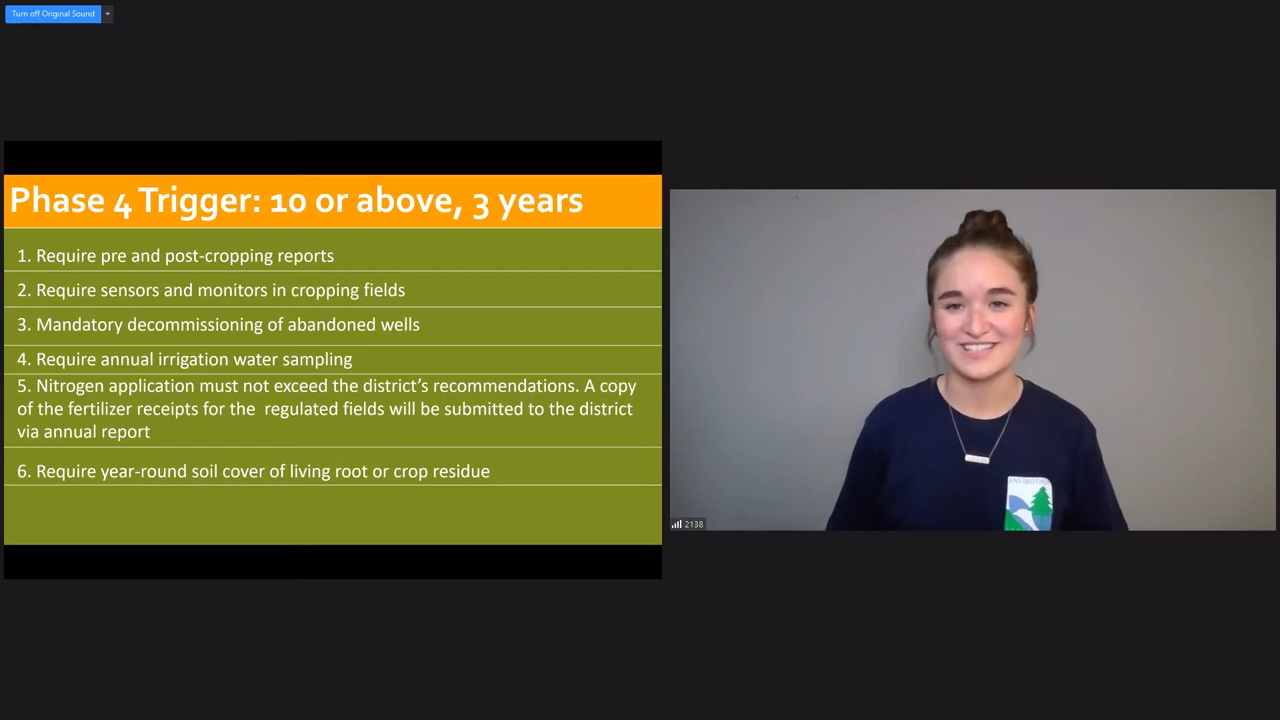 Turn off Original Sound
Phase 4 Trigger: 10 or above, 3 years
1. Require pre and post-cropping reports
2. Require sensors and monitors in cropping fields
3. Mandatory decommissioning of abandoned wells
4. Require annual irrigation water sampling
5. Nitrogen application must not exceed the district's recommendations. A copy
of the fertilizer receipts for the  regulated fields will be submitted to the district
via annual report
6. Require year-round soil cover of living root or crop residue
2138